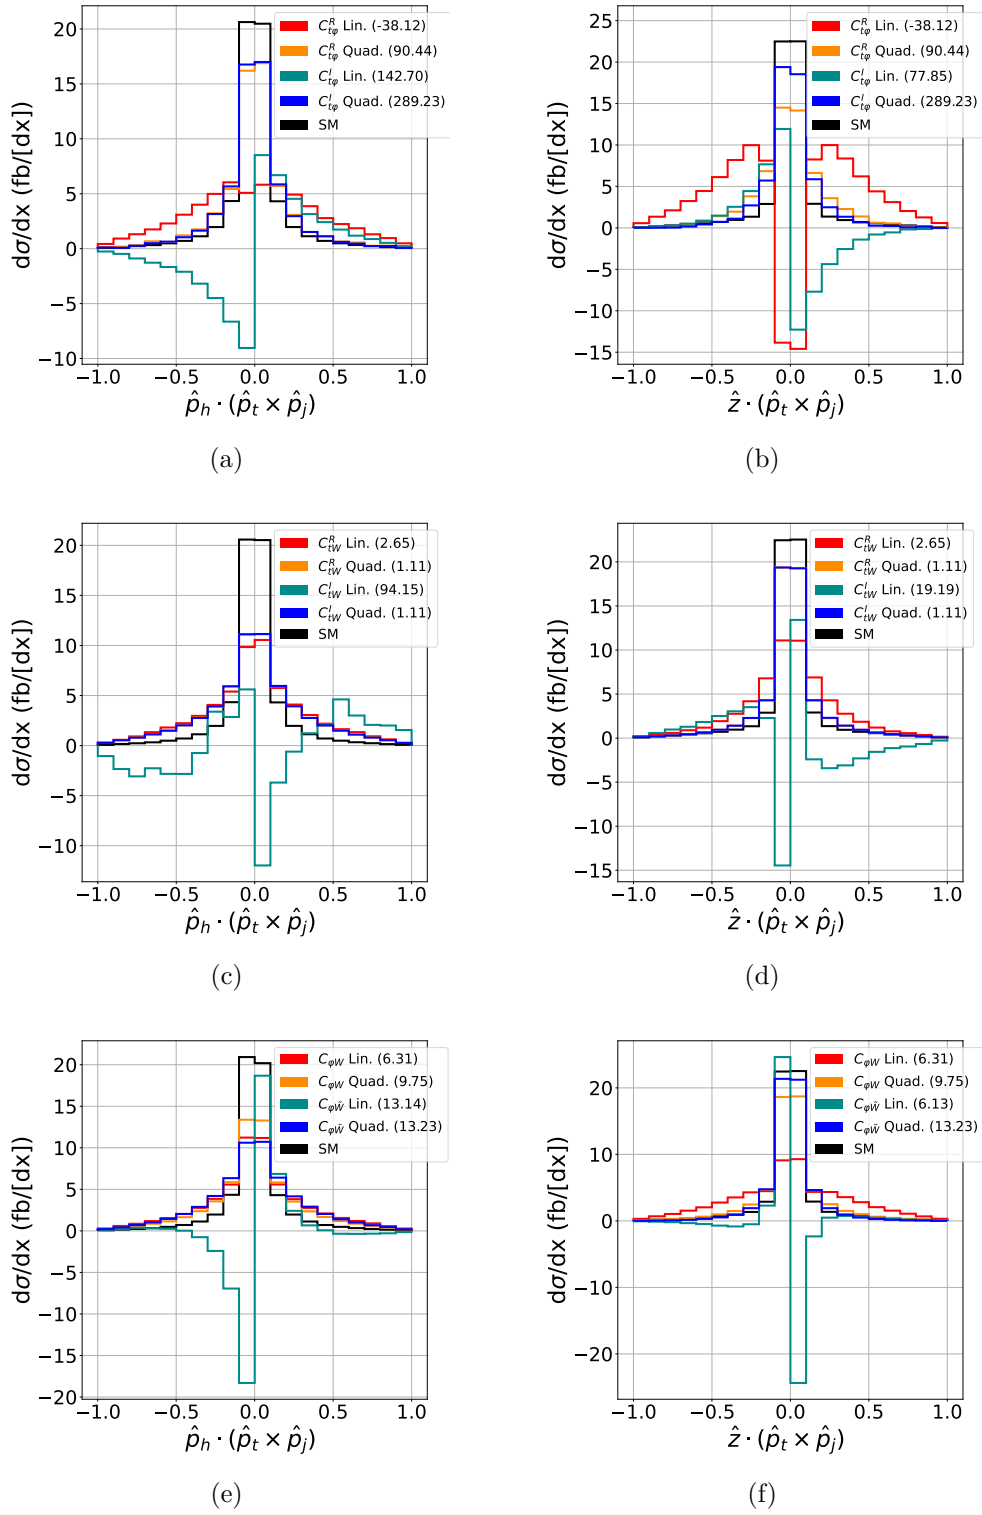 C^R_{tφ} Lin. (-38.12)
C^R_{tφ} Quad. (90.44)
C^I_{tφ} Lin. (142.70)
C^I_{tφ} Quad. (289.23)
SM
20
15
10
5
0
−5
−10
dσ/dx (fb/[dx])
−1.0 −0.5 0.0 0.5 1.0
p̂_h · (p̂_t × p̂_j)
(a)
C^R_{tφ} Lin. (-38.12)
C^R_{tφ} Quad. (90.44)
C^I_{tφ} Lin. (77.85)
C^I_{tφ} Quad. (289.23)
SM
25
20
15
10
5
0
−5
−10
−15
dσ/dx (fb/[dx])
−1.0 −0.5 0.0 0.5 1.0
ẑ · (p̂_t × p̂_j)
(b)
C^R_{tW} Lin. (2.65)
C^R_{tW} Quad. (1.11)
C^I_{tW} Lin. (94.15)
C^I_{tW} Quad. (1.11)
SM
20
15
10
5
0
−5
−10
dσ/dx (fb/[dx])
−1.0 −0.5 0.0 0.5 1.0
p̂_h · (p̂_t × p̂_j)
(c)
C^R_{tW} Lin. (2.65)
C^R_{tW} Quad. (1.11)
C^I_{tW} Lin. (19.19)
C^I_{tW} Quad. (1.11)
SM
20
15
10
5
0
−5
−10
−15
dσ/dx (fb/[dx])
−1.0 −0.5 0.0 0.5 1.0
ẑ · (p̂_t × p̂_j)
(d)
C_{φW} Lin. (6.31)
C_{φW} Quad. (9.75)
C_{φW̃} Lin. (13.14)
C_{φW̃} Quad. (13.23)
SM
20
15
10
5
0
−5
−10
−15
−20
dσ/dx (fb/[dx])
−1.0 −0.5 0.0 0.5 1.0
p̂_h · (p̂_t × p̂_j)
(e)
C_{φW} Lin. (6.31)
C_{φW} Quad. (9.75)
C_{φW̃} Lin. (6.13)
C_{φW̃} Quad. (13.23)
SM
20
10
0
−10
−20
dσ/dx (fb/[dx])
−1.0 −0.5 0.0 0.5 1.0
ẑ · (p̂_t × p̂_j)
(f)